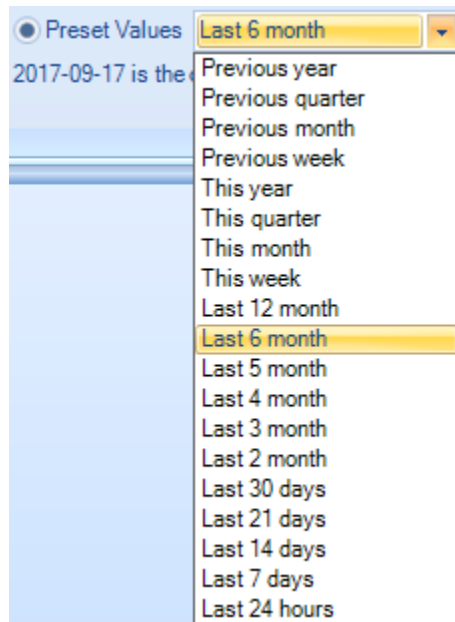 Preset Values Last 6 month
2017-09-17 is the
Previous year
Previous quarter
Previous month
Previous week
This year
This quarter
This month
This week
Last 12 month
Last 6 month
Last 5 month
Last 4 month
Last 3 month
Last 2 month
Last 30 days
Last 21 days
Last 14 days
Last 7 days
Last 24 hours